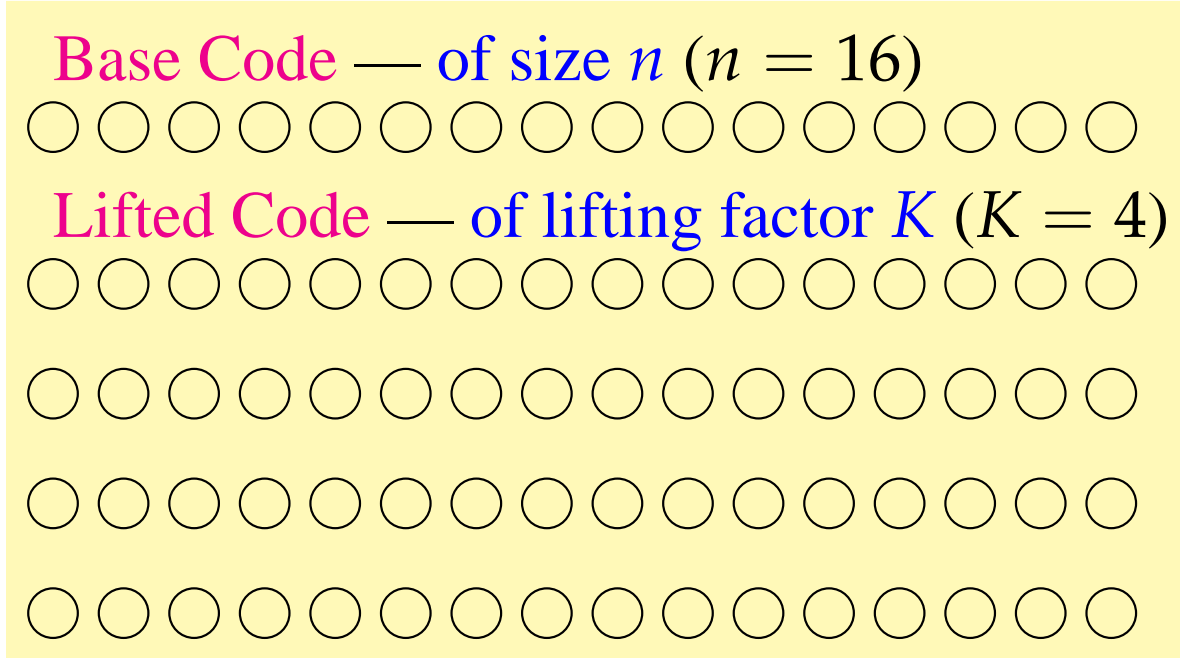 Base Code — of size n (n = 16)
Lifted Code — of lifting factor K (K = 4)